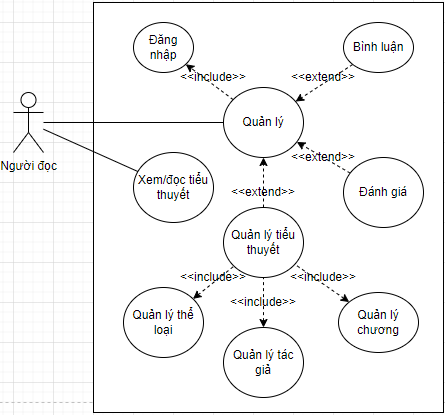 Đăng
nhập
Bình luận
<<include>>
<<extend>>
Quản lý
Người đọc
Xem/đọc tiểu
thuyết
<<extend>>
<<extend>>
Đánh giá
Quản lý tiểu
thuyết
<<include>>
<<include>>
<<include>>
Quản lý thể
loại
Quản lý tác
giả
Quản lý
chương